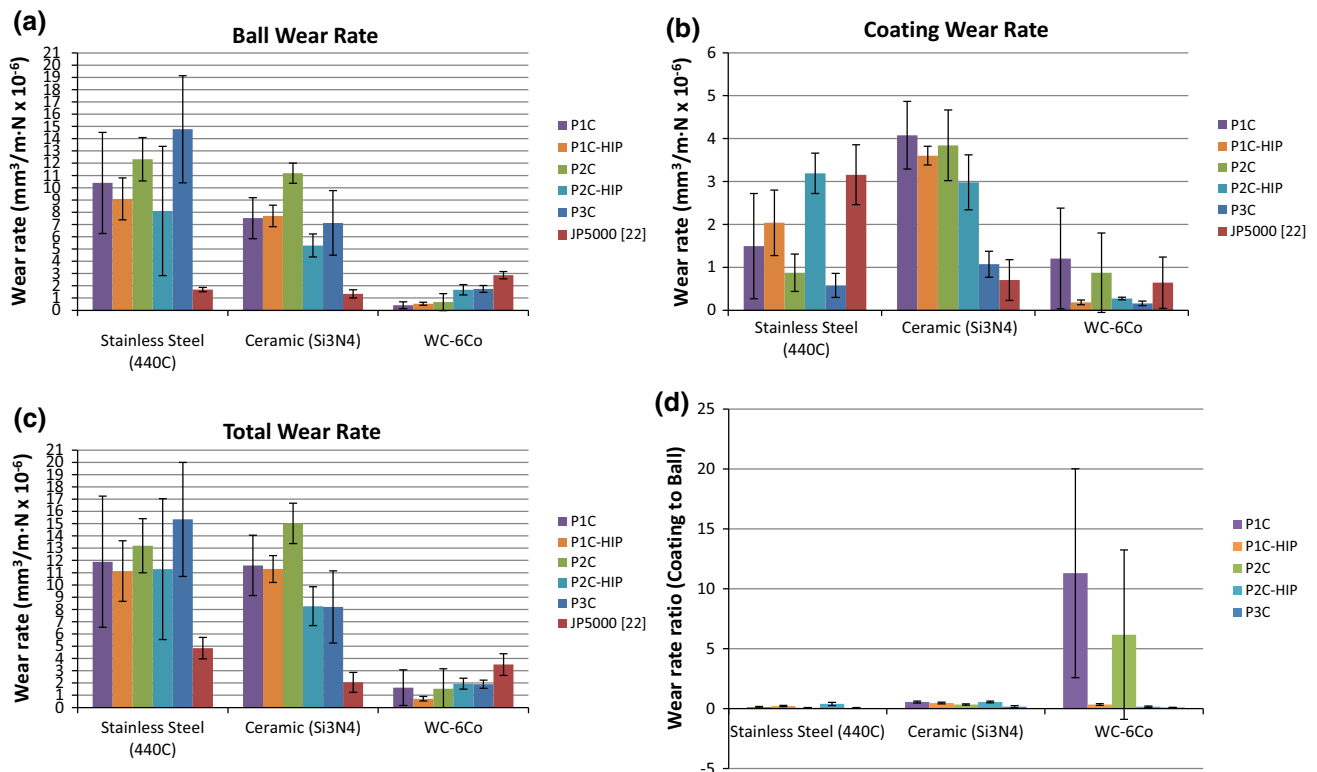 (a)
Ball Wear Rate
Wear rate (mm³/m·N x 10⁻⁶)
21
20
19
18
17
16
15
14
13
12
11
10
9
8
7
6
5
4
3
2
1
0
Stainless Steel
(440C)
Ceramic (Si3N4)
WC-6Co
P1C
P1C-HIP
P2C
P2C-HIP
P3C
JP5000 [22]
(b)
Coating Wear Rate
Wear rate (mm³/m·N x 10⁻⁶)
6
5
4
3
2
1
0
Stainless Steel
(440C)
Ceramic (Si3N4)
WC-6Co
P1C
P1C-HIP
P2C
P2C-HIP
P3C
JP5000 [22]
(c)
Total Wear Rate
Wear rate (mm³/m·N x 10⁻⁶)
21
20
19
18
17
16
15
14
13
12
11
10
9
8
7
6
5
4
3
2
1
0
Stainless Steel
(440C)
Ceramic (Si3N4)
WC-6Co
P1C
P1C-HIP
P2C
P2C-HIP
P3C
JP5000 [22]
(d)
Wear rate ratio (Coating to Ball)
25
20
15
10
5
0
-5
Stainless Steel (440C)
Ceramic (Si3N4)
WC-6Co
P1C
P1C-HIP
P2C
P2C-HIP
P3C